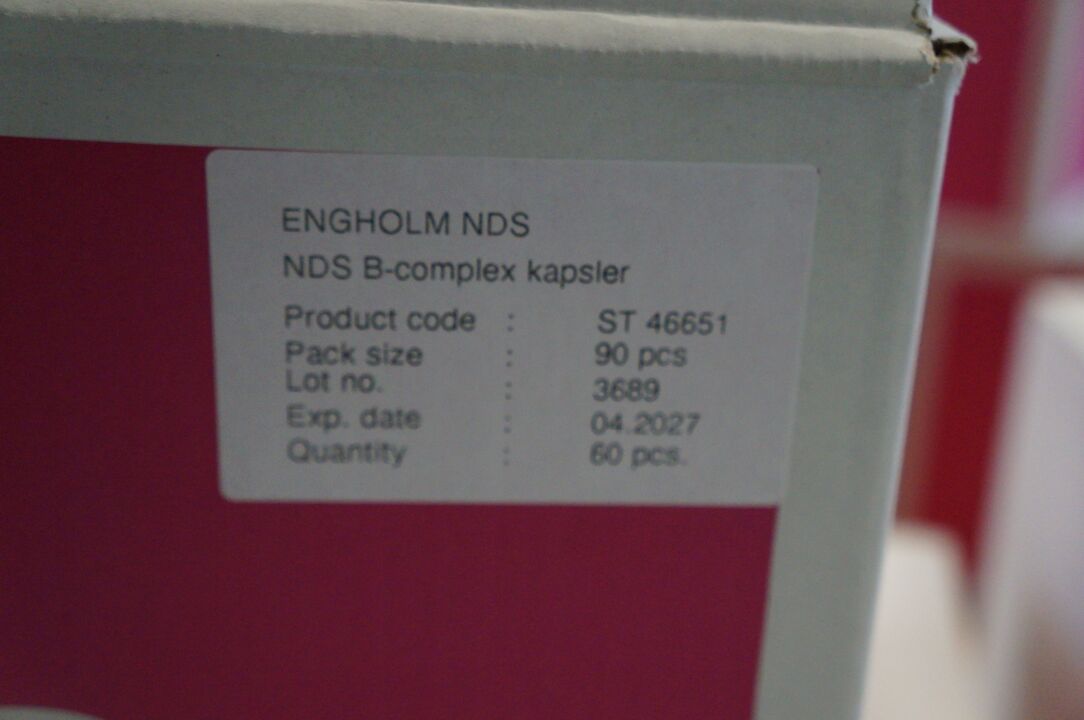 ENGHOLM NDS
NDS B-complex kapsler
Product code : ST 46651
Pack size : 90 pcs
Lot no. : 3689
Exp. date : 04.2027
Quantity : 60 pcs.